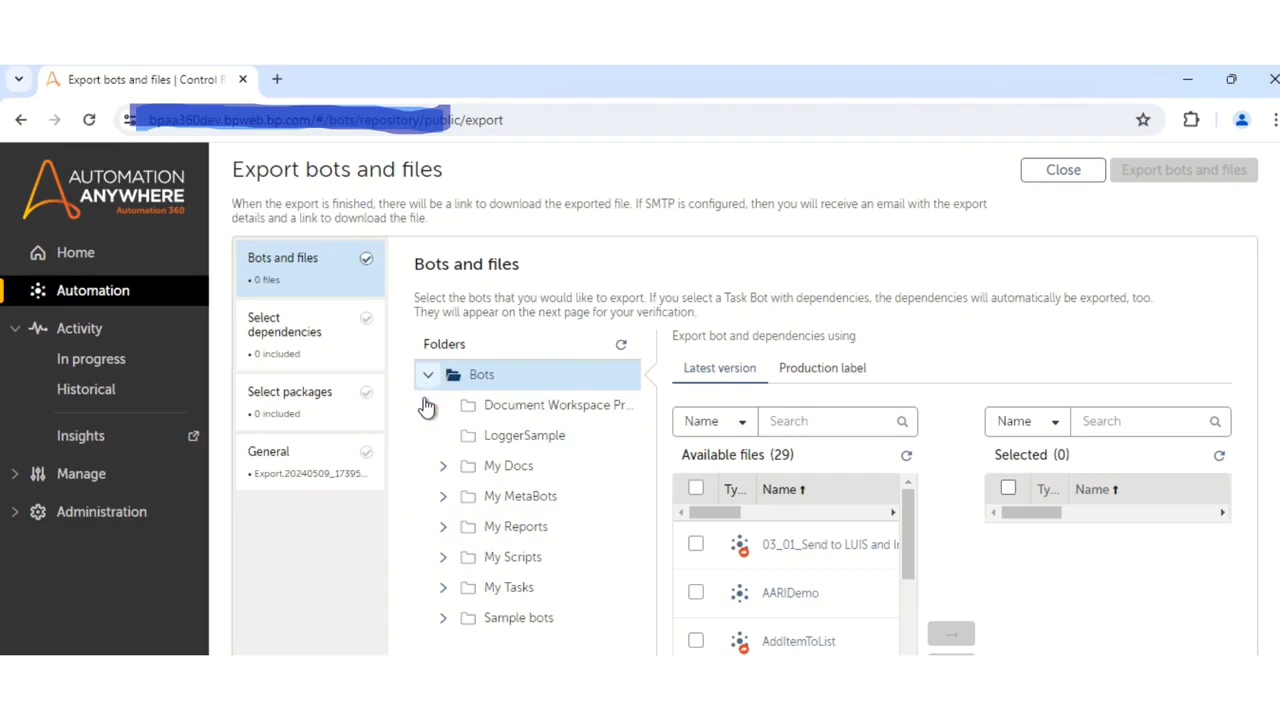 Export bots and files | Control R
bpaa360dev.bpweb.bp.com/#/bots/repository/public/export
AUTOMATION
ANYWHERE
Automation 360
Home
Automation
Activity
In progress
Historical
Insights
Manage
Administration
Export bots and files
Close
Export bots and files
When the export is finished, there will be a link to download the exported file. If SMTP is configured, then you will receive an email with the export
details and a link to download the file.
Bots and files
• 0 files
Select
dependencies
• 0 included
Select packages
• 0 included
General
• Export.20240509_17395...
Bots and files
Select the bots that you would like to export. If you select a Task Bot with dependencies, the dependencies will automatically be exported, too.
They will appear on the next page for your verification.
Folders
Bots
Document Workspace Pr...
LoggerSample
My Docs
My MetaBots
My Reports
My Scripts
My Tasks
Sample bots
Export bot and dependencies using
Latest version
Production label
Name
Search
Available files (29)
Ty...
Name
03_01_Send to LUIS and
AARIDemo
AddItemToList
Name
Search
Selected (0)
Ty...
Name